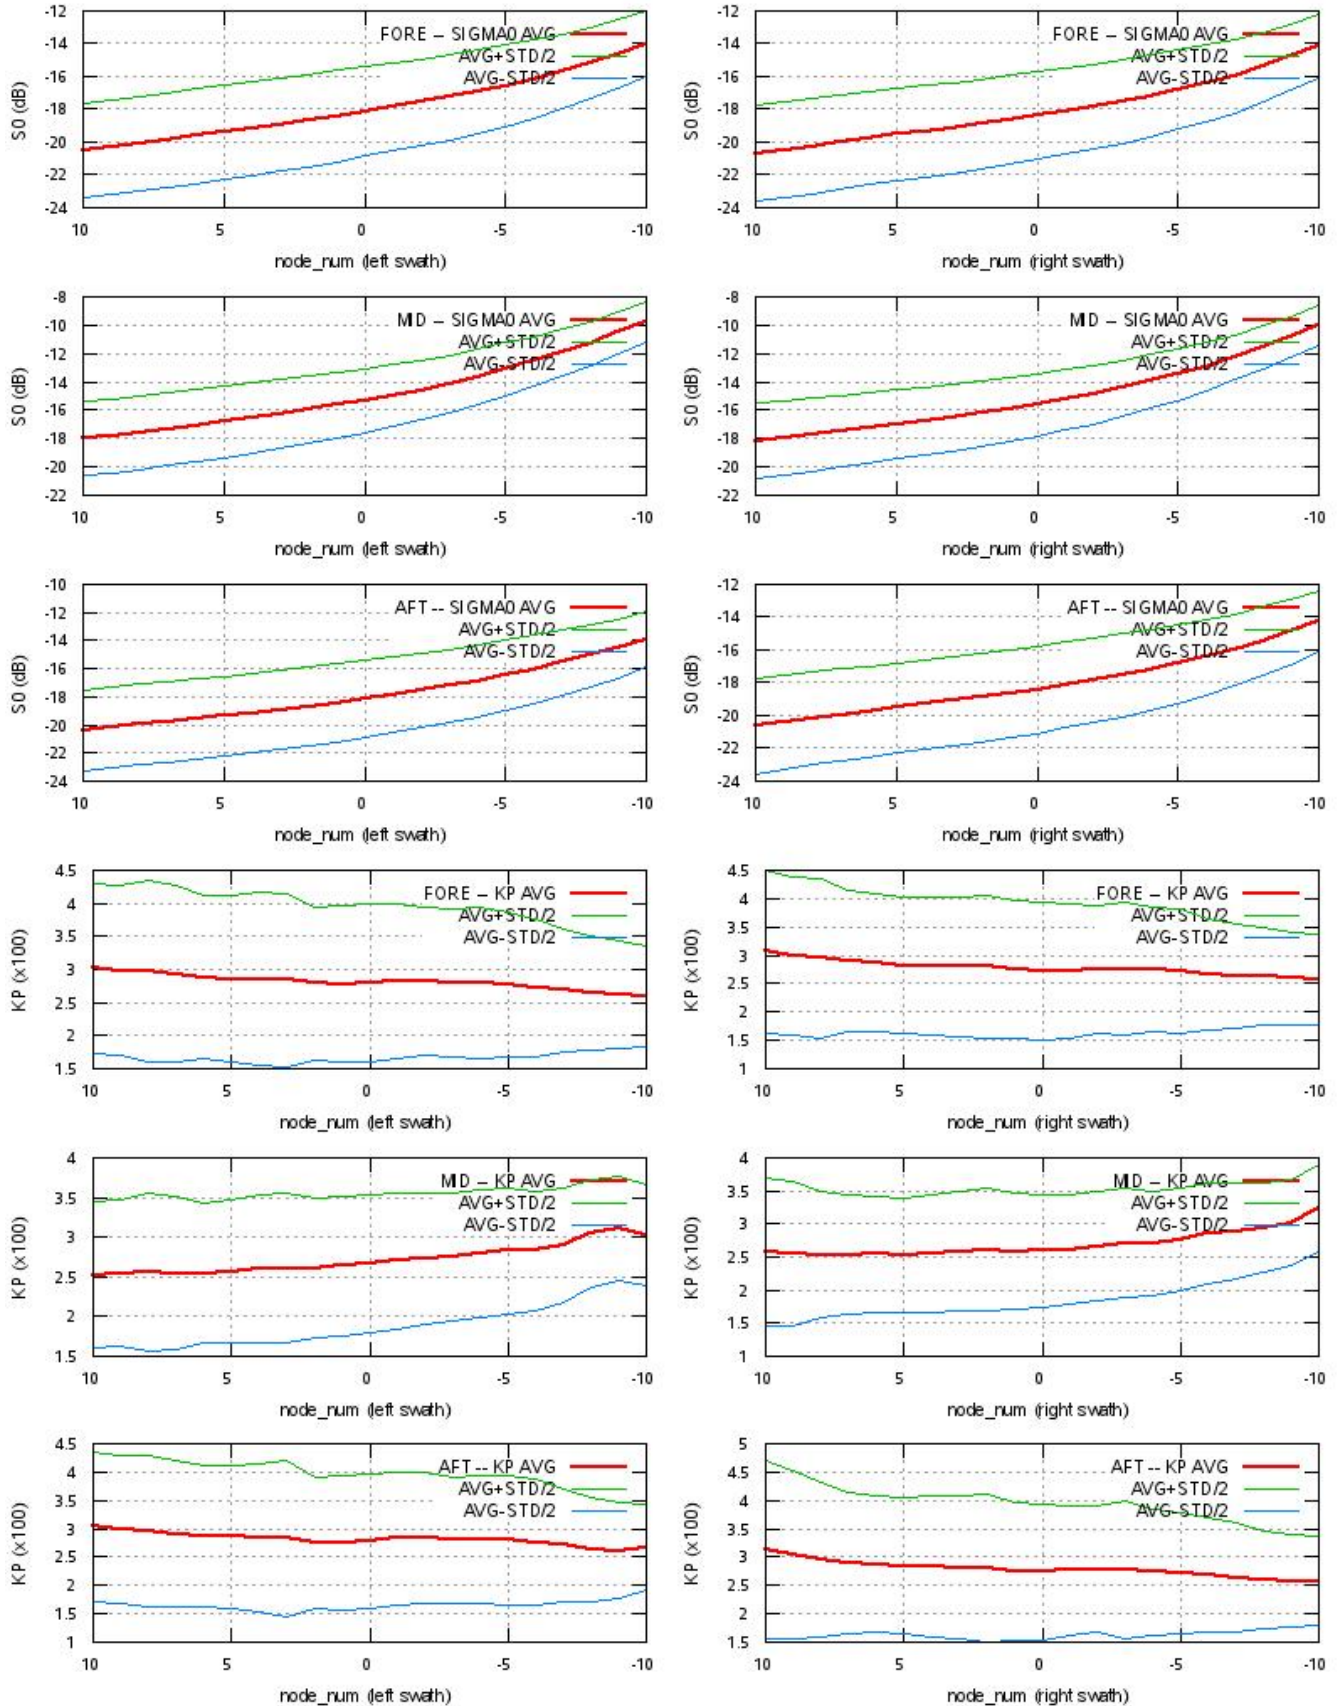 -12
-14
-16
-18
-20
-22
-24
S0 (dB)
FORE – SIGMA0 AVG
AVG+STD/2
AVG-STD/2
10 5 0 -5 -10
node_num (left swath)
-12
-14
-16
-18
-20
-22
-24
S0 (dB)
FORE – SIGMA0 AVG
AVG+STD/2
AVG-STD/2
10 5 0 -5 -10
node_num (right swath)
-8
-10
-12
-14
-16
-18
-20
-22
S0 (dB)
MID – SIGMA0 AVG
AVG+STD/2
AVG-STD/2
10 5 0 -5 -10
node_num (left swath)
-8
-10
-12
-14
-16
-18
-20
-22
S0 (dB)
MID – SIGMA0 AVG
AVG+STD/2
AVG-STD/2
10 5 0 -5 -10
node_num (right swath)
-10
-12
-14
-16
-18
-20
-22
-24
S0 (dB)
AFT -- SIGMA0 AVG
AVG+STD/2
AVG-STD/2
10 5 0 -5 -10
node_num (left swath)
-12
-14
-16
-18
-20
-22
-24
S0 (dB)
AFT -- SIGMA0 AVG
AVG+STD/2
AVG-STD/2
10 5 0 -5 -10
node_num (right swath)
4.5
4
3.5
3
2.5
2
1.5
KP (x100)
FORE – KP AVG
AVG+STD/2
AVG-STD/2
10 5 0 -5 -10
node_num (left swath)
4.5
4
3.5
3
2.5
2
1.5
1
KP (x100)
FORE – KP AVG
AVG+STD/2
AVG-STD/2
10 5 0 -5 -10
node_num (right swath)
4
3.5
3
2.5
2
1.5
KP (x100)
MID – KP AVG
AVG+STD/2
AVG-STD/2
10 5 0 -5 -10
node_num (left swath)
4
3.5
3
2.5
2
1.5
1
KP (x100)
MID – KP AVG
AVG+STD/2
AVG-STD/2
10 5 0 -5 -10
node_num (right swath)
4.5
4
3.5
3
2.5
2
1.5
1
KP (x100)
AFT -- KP AVG
AVG+STD/2
AVG-STD/2
10 5 0 -5 -10
node_num (left swath)
5
4.5
4
3.5
3
2.5
2
1.5
KP (x100)
AFT -- KP AVG
AVG+STD/2
AVG-STD/2
10 5 0 -5 -10
node_num (right swath)